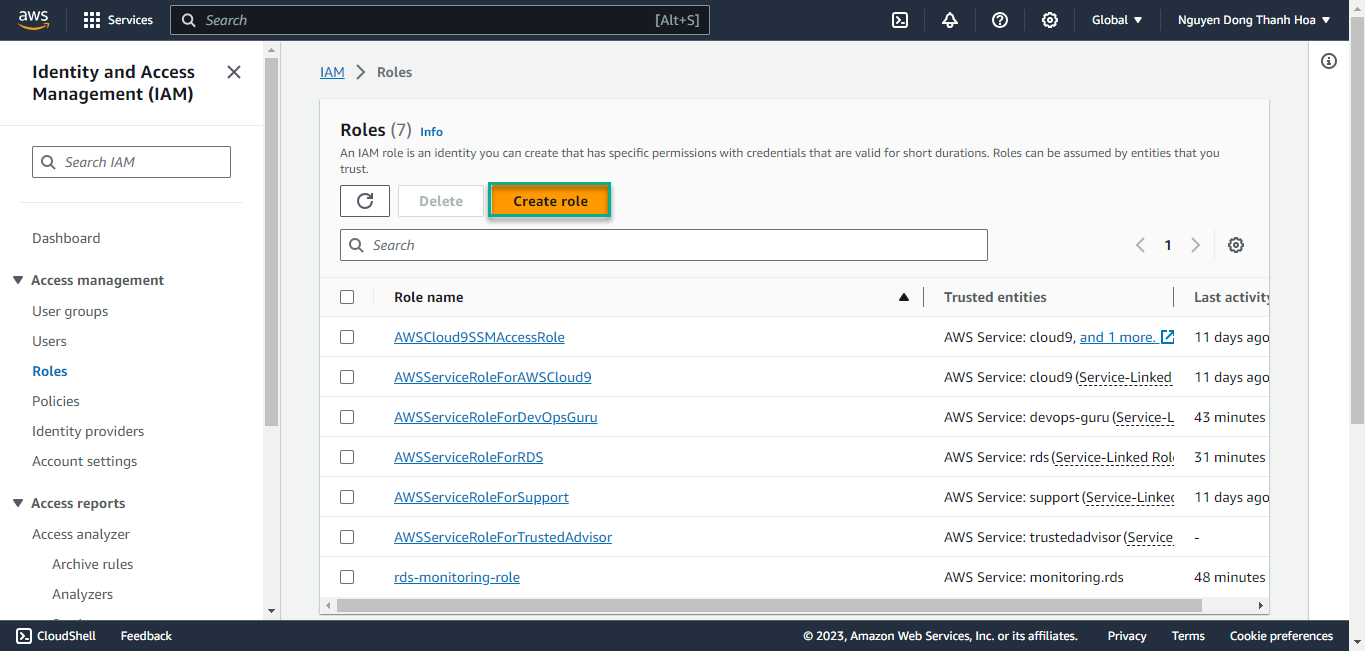 aws
Services
Search
[Alt+S]
Global
Nguyen Dong Thanh Hoa
Identity and Access
Management (IAM)
Search IAM
Dashboard
Access management
User groups
Users
Roles
Policies
Identity providers
Account settings
Access reports
Access analyzer
Archive rules
Analyzers
IAM
Roles
Roles (7) Info
An IAM role is an identity you can create that has specific permissions with credentials that are valid for short durations. Roles can be assumed by entities that you
trust.
Delete
Create role
Search
1
Role name Trusted entities Last activity
AWSCloud9SSMAccessRole AWS Service: cloud9, and 1 more. 11 days ago
AWSServiceRoleForAWSCloud9 AWS Service: cloud9 (Service-Linked 11 days ago
AWSServiceRoleForDevOpsGuru AWS Service: devops-guru (Service-L 43 minutes
AWSServiceRoleForRDS AWS Service: rds (Service-Linked Role 31 minutes
AWSServiceRoleForSupport AWS Service: support (Service-Linked 11 days ago
AWSServiceRoleForTrustedAdvisor AWS Service: trustedadvisor (Service -
rds-monitoring-role AWS Service: monitoring.rds 48 minutes
CloudShell
Feedback
© 2023, Amazon Web Services, Inc. or its affiliates.
Privacy
Terms
Cookie preferences